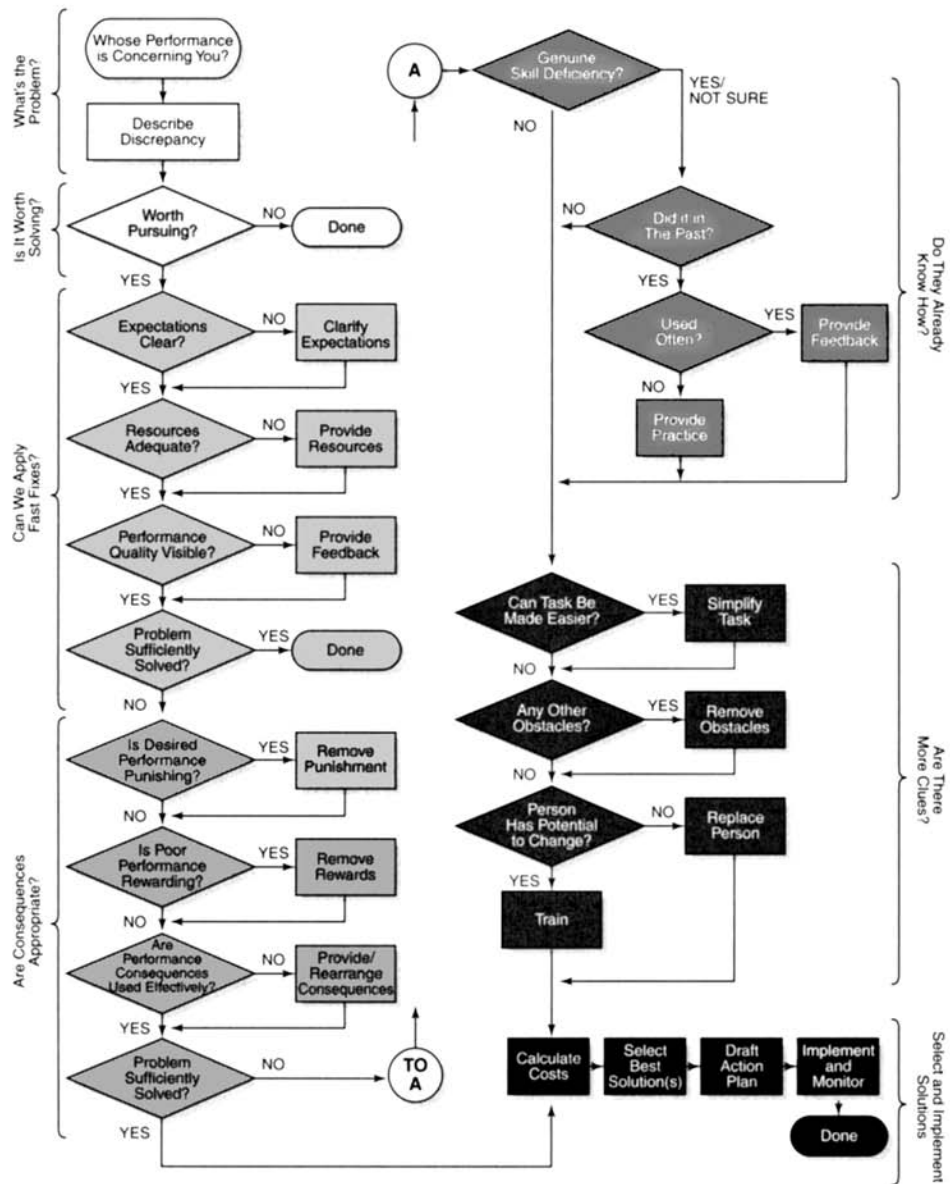 What's the
Problem?
Whose Performance
is Concerning You?
Describe
Discrepancy
Is It Worth
Solving?
Worth
Pursuing?
NO
Done
YES
Can We Apply
Fast Fixes?
Expectations
Clear?
NO
Clarify
Expectations
YES
Resources
Adequate?
NO
Provide
Resources
YES
Performance
Quality Visible?
NO
Provide
Feedback
YES
Problem
Sufficiently
Solved?
YES
Done
NO
Are Consequences
Appropriate?
Is Desired
Performance
Punishing?
YES
Remove
Punishment
NO
Is Poor
Performance
Rewarding?
YES
Remove
Rewards
NO
Are
Performance
Consequences
Used Effectively?
NO
Provide/
Rearrange
Consequences
YES
Problem
Sufficiently
Solved?
NO
TO
A
YES
A
Genuine
Skill Deficiency?
YES/
NOT SURE
NO
Do They Already
Know How?
Did it in
The Past?
NO
YES
Used
Often?
YES
Provide
Feedback
NO
Provide
Practice
Are There
More Clues?
Can Task Be
Made Easier?
YES
Simplify
Task
NO
Any Other
Obstacles?
YES
Remove
Obstacles
NO
Person
Has Potential
to Change?
NO
Replace
Person
YES
Train
Select and Implement
Solutions
Calculate
Costs
Select
Best
Solution(s)
Draft
Action
Plan
Implement
and
Monitor
Done